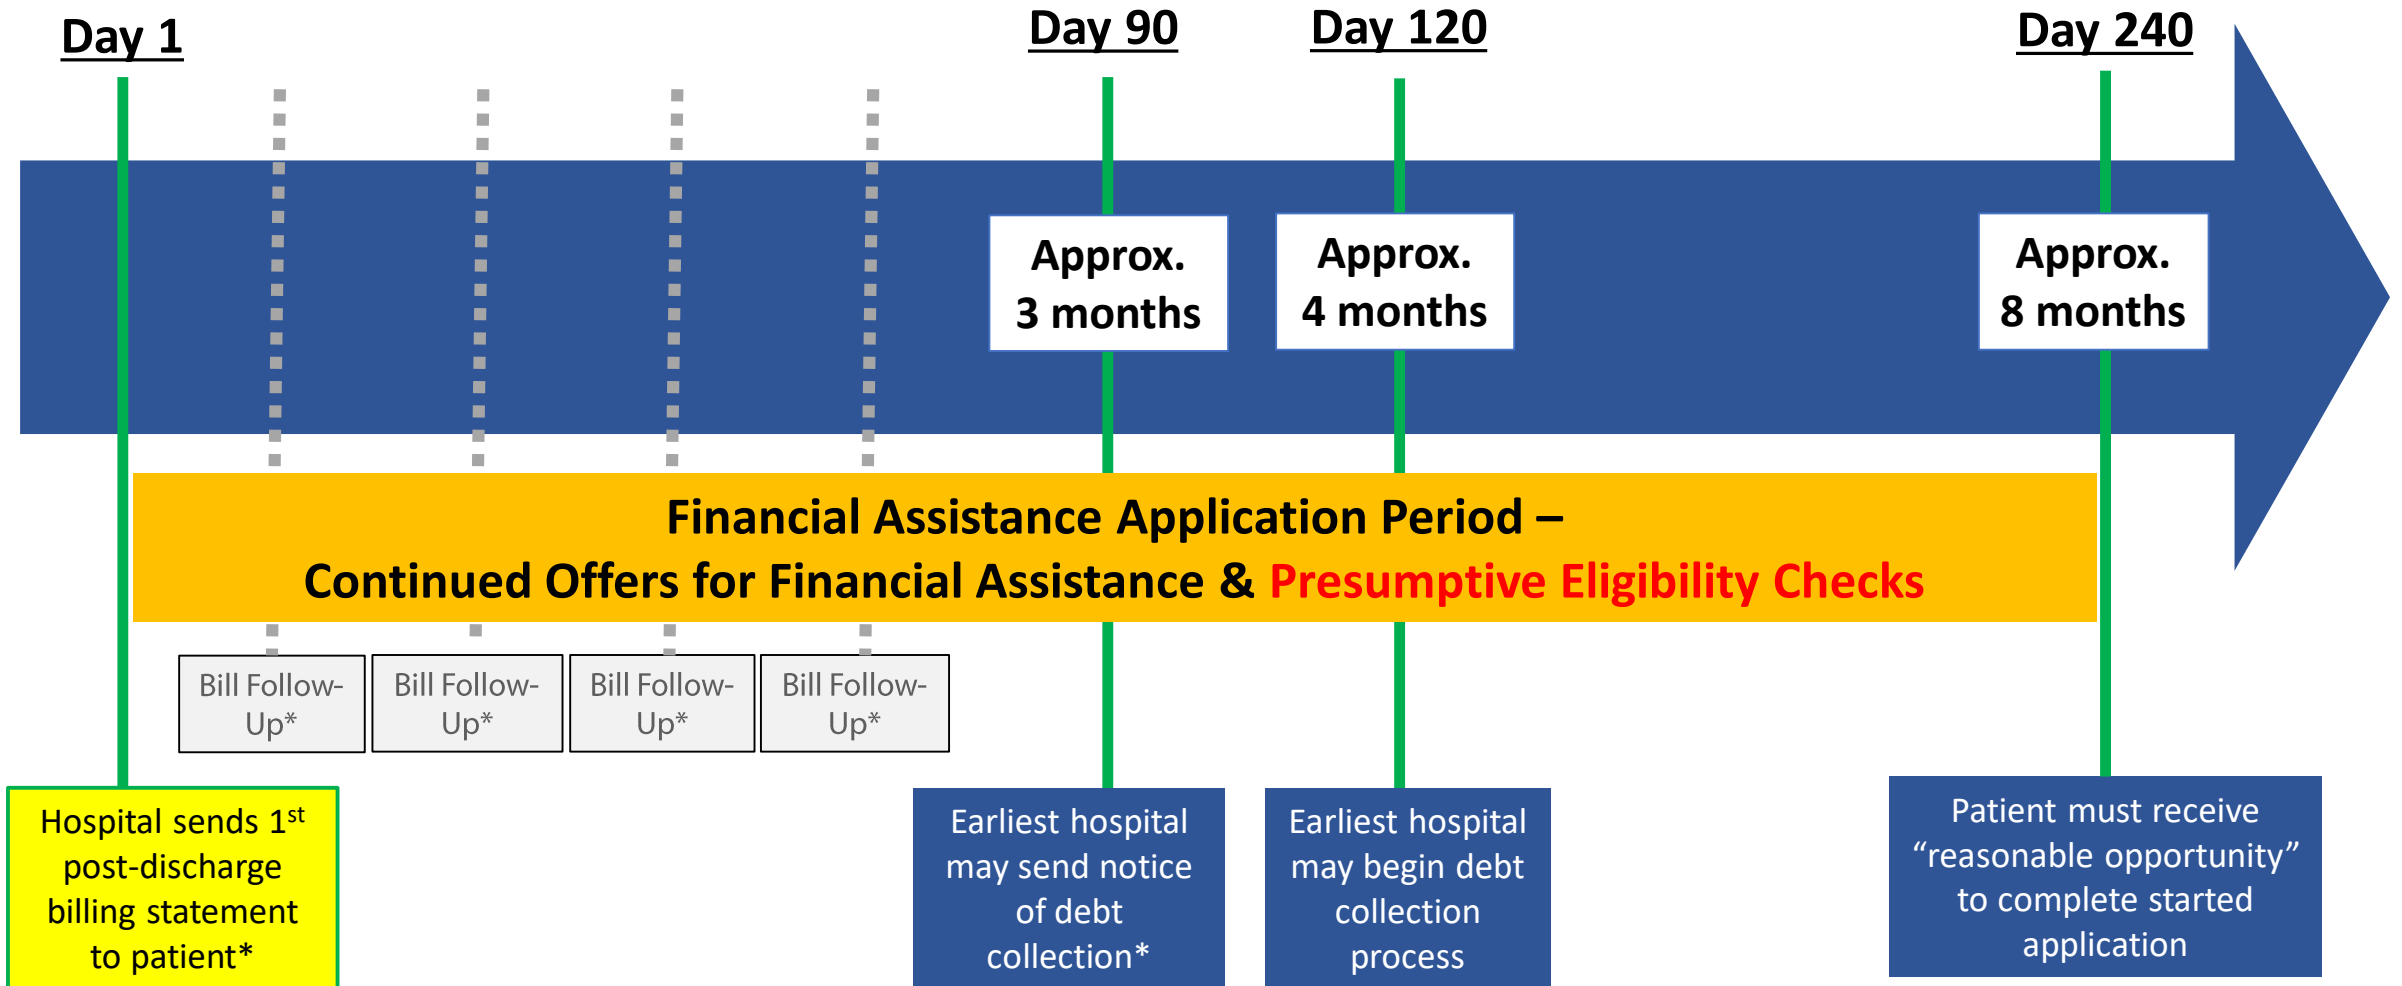 Day 1
Day 90
Day 120
Day 240
Approx.
3 months
Approx.
4 months
Approx.
8 months
Financial Assistance Application Period –
Continued Offers for Financial Assistance & Presumptive Eligibility Checks
Bill Follow-
Up*
Bill Follow-
Up*
Bill Follow-
Up*
Bill Follow-
Up*
Hospital sends 1st
post-discharge
billing statement
to patient*
Earliest hospital
may send notice
of debt
collection*
Earliest hospital
may begin debt
collection
process
Patient must receive
“reasonable opportunity”
to complete started
application